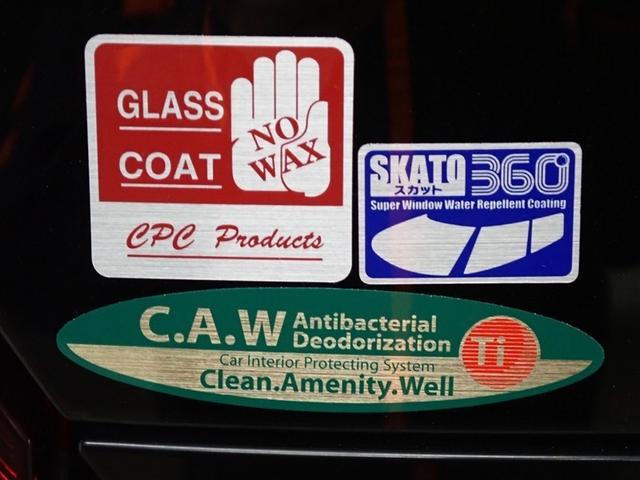 GLASS
COAT
NO
WAX
CPC Products
SKATO 360°
スカット
Super Window Water Repellent Coating
C.A.W Antibacterial
Deodorization
Ti
Car Interior Protecting System
Clean.Amenity.Well